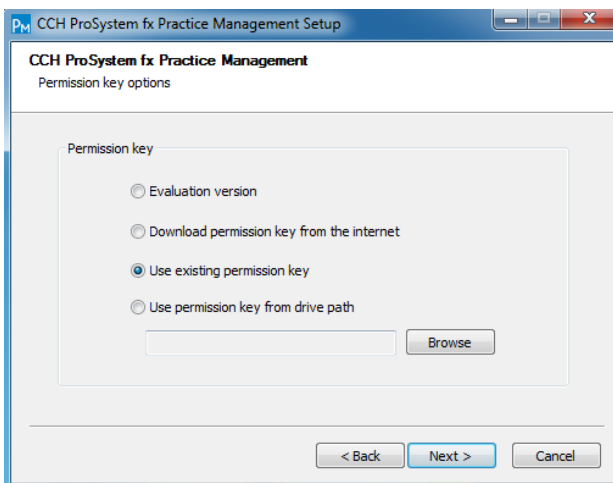 PM CCH ProSystem fx Practice Management Setup
CCH ProSystem fx Practice Management
Permission key options
Permission key
Evaluation version
Download permission key from the internet
Use existing permission key
Use permission key from drive path
Browse
< Back Next > Cancel